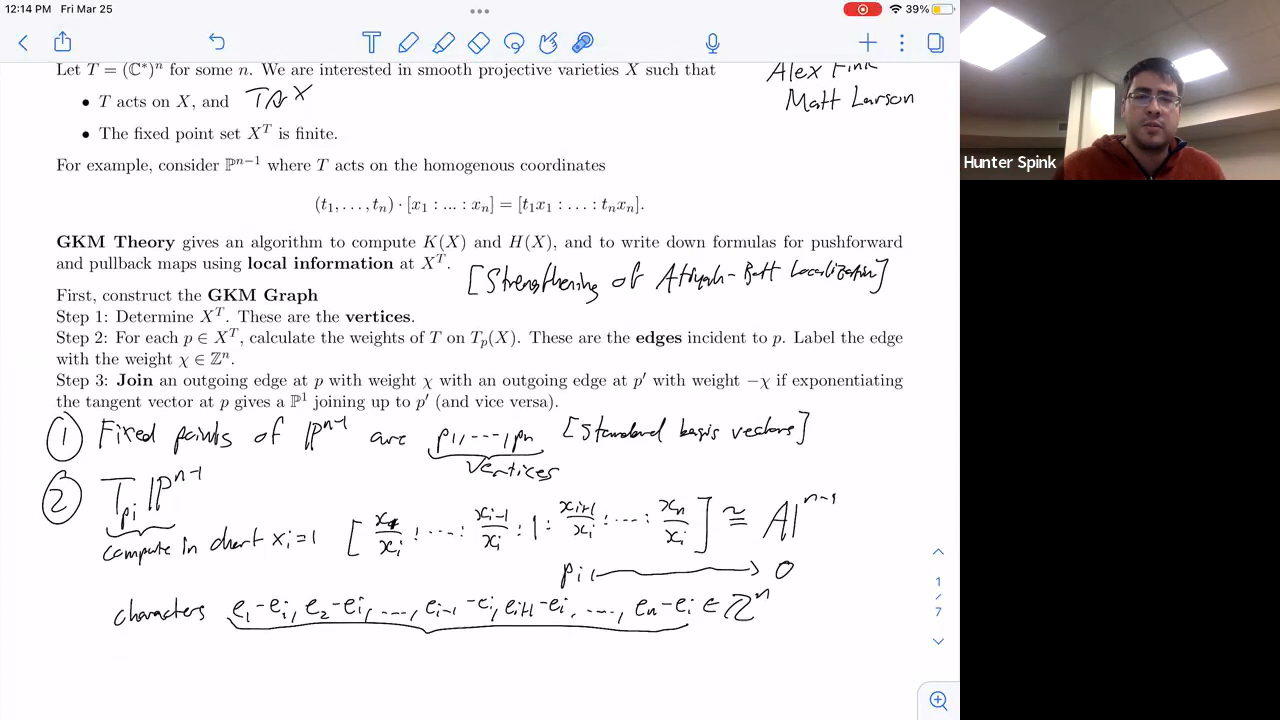 12:14 PM Fri Mar 25
39%
Let T = (ℂ*)ⁿ for some n. We are interested in smooth projective varieties X such that
Alex Fink
• T acts on X, and T ↷ X
Matt Larson
• The fixed point set Xᵀ is finite.
For example, consider ℙⁿ⁻¹ where T acts on the homogenous coordinates
Hunter Spink
(t₁, . . . , tₙ) · [x₁ : ... : xₙ] = [t₁x₁ : . . . : tₙxₙ].
GKM Theory gives an algorithm to compute K(X) and H(X), and to write down formulas for pushforward
and pullback maps using local information at Xᵀ.
[Strengthening of Atiyah-Bott Localization]
First, construct the GKM Graph
Step 1: Determine Xᵀ. These are the vertices.
Step 2: For each p ∈ Xᵀ, calculate the weights of T on Tₚ(X). These are the edges incident to p. Label the edge
with the weight χ ∈ ℤⁿ.
Step 3: Join an outgoing edge at p with weight χ with an outgoing edge at p′ with weight −χ if exponentiating
the tangent vector at p gives a ℙ¹ joining up to p′ (and vice versa).
① Fixed points of ℙⁿ⁻¹ are p₁, ..., pₙ [Standard basis vectors]
vertices
② T_{pᵢ} ℙⁿ⁻¹
compute in chart xᵢ=1 [x₁/xᵢ : ... : xᵢ₋₁/xᵢ : 1 : xᵢ₊₁/xᵢ : ... : xₙ/xᵢ] ≅ 𝔸ⁿ⁻¹
pᵢ ⟼ 0
characters e₁-eᵢ, e₂-eᵢ, ..., eᵢ₋₁-eᵢ, eᵢ₊₁-eᵢ, ..., eₙ-eᵢ ∈ ℤⁿ
1
/
7